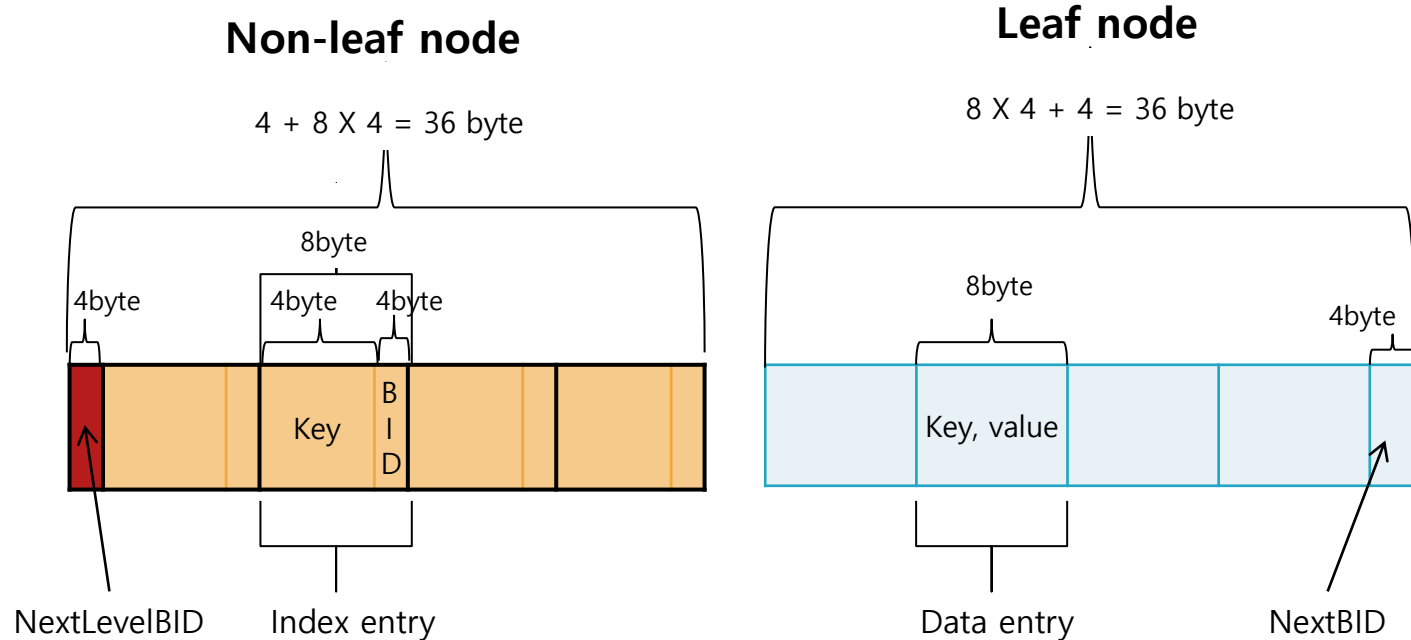 Non-leaf node
4 + 8 X 4 = 36 byte
8byte
4byte
4byte
4byte
Key
B
I
D
NextLevelBID
Index entry
Leaf node
8 X 4 + 4 = 36 byte
8byte
4byte
Key, value
Data entry
NextBID